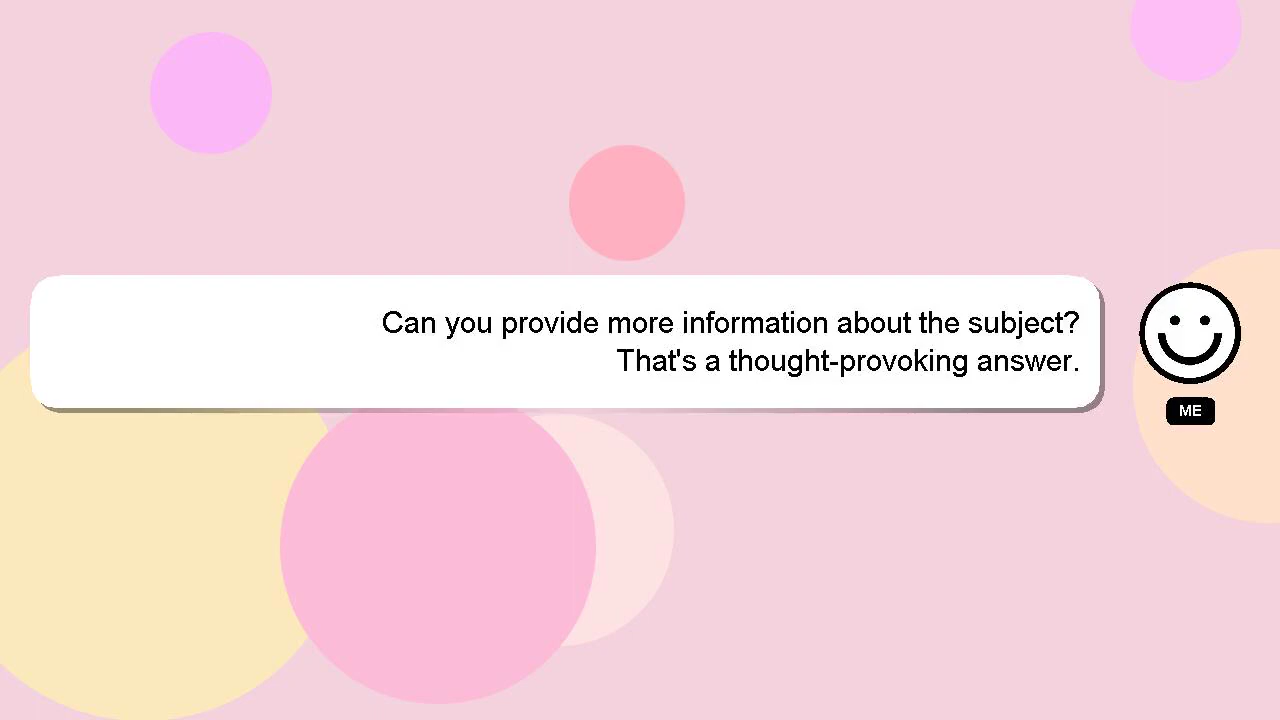 Can you provide more information about the subject?
That's a thought-provoking answer.
ME